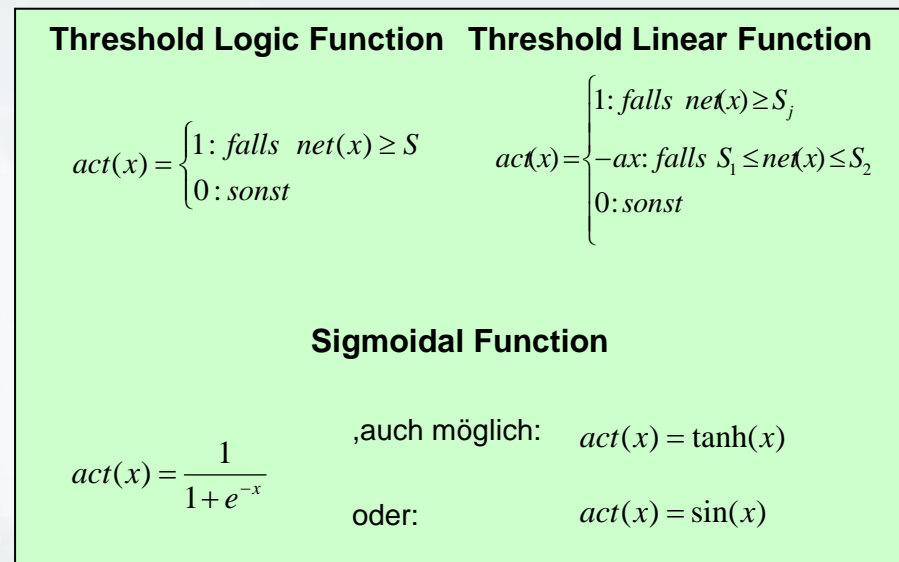 Threshold Logic Function Threshold Linear Function
act(x) = {1: falls net(x) ≥ S
0: sonst
act(x) = {1: falls net(x) ≥ S_j
−ax: falls S_1 ≤ net(x) ≤ S_2
0: sonst
Sigmoidal Function
act(x) = 1 / (1 + e^{−x})
,auch möglich: act(x) = tanh(x)
oder: act(x) = sin(x)